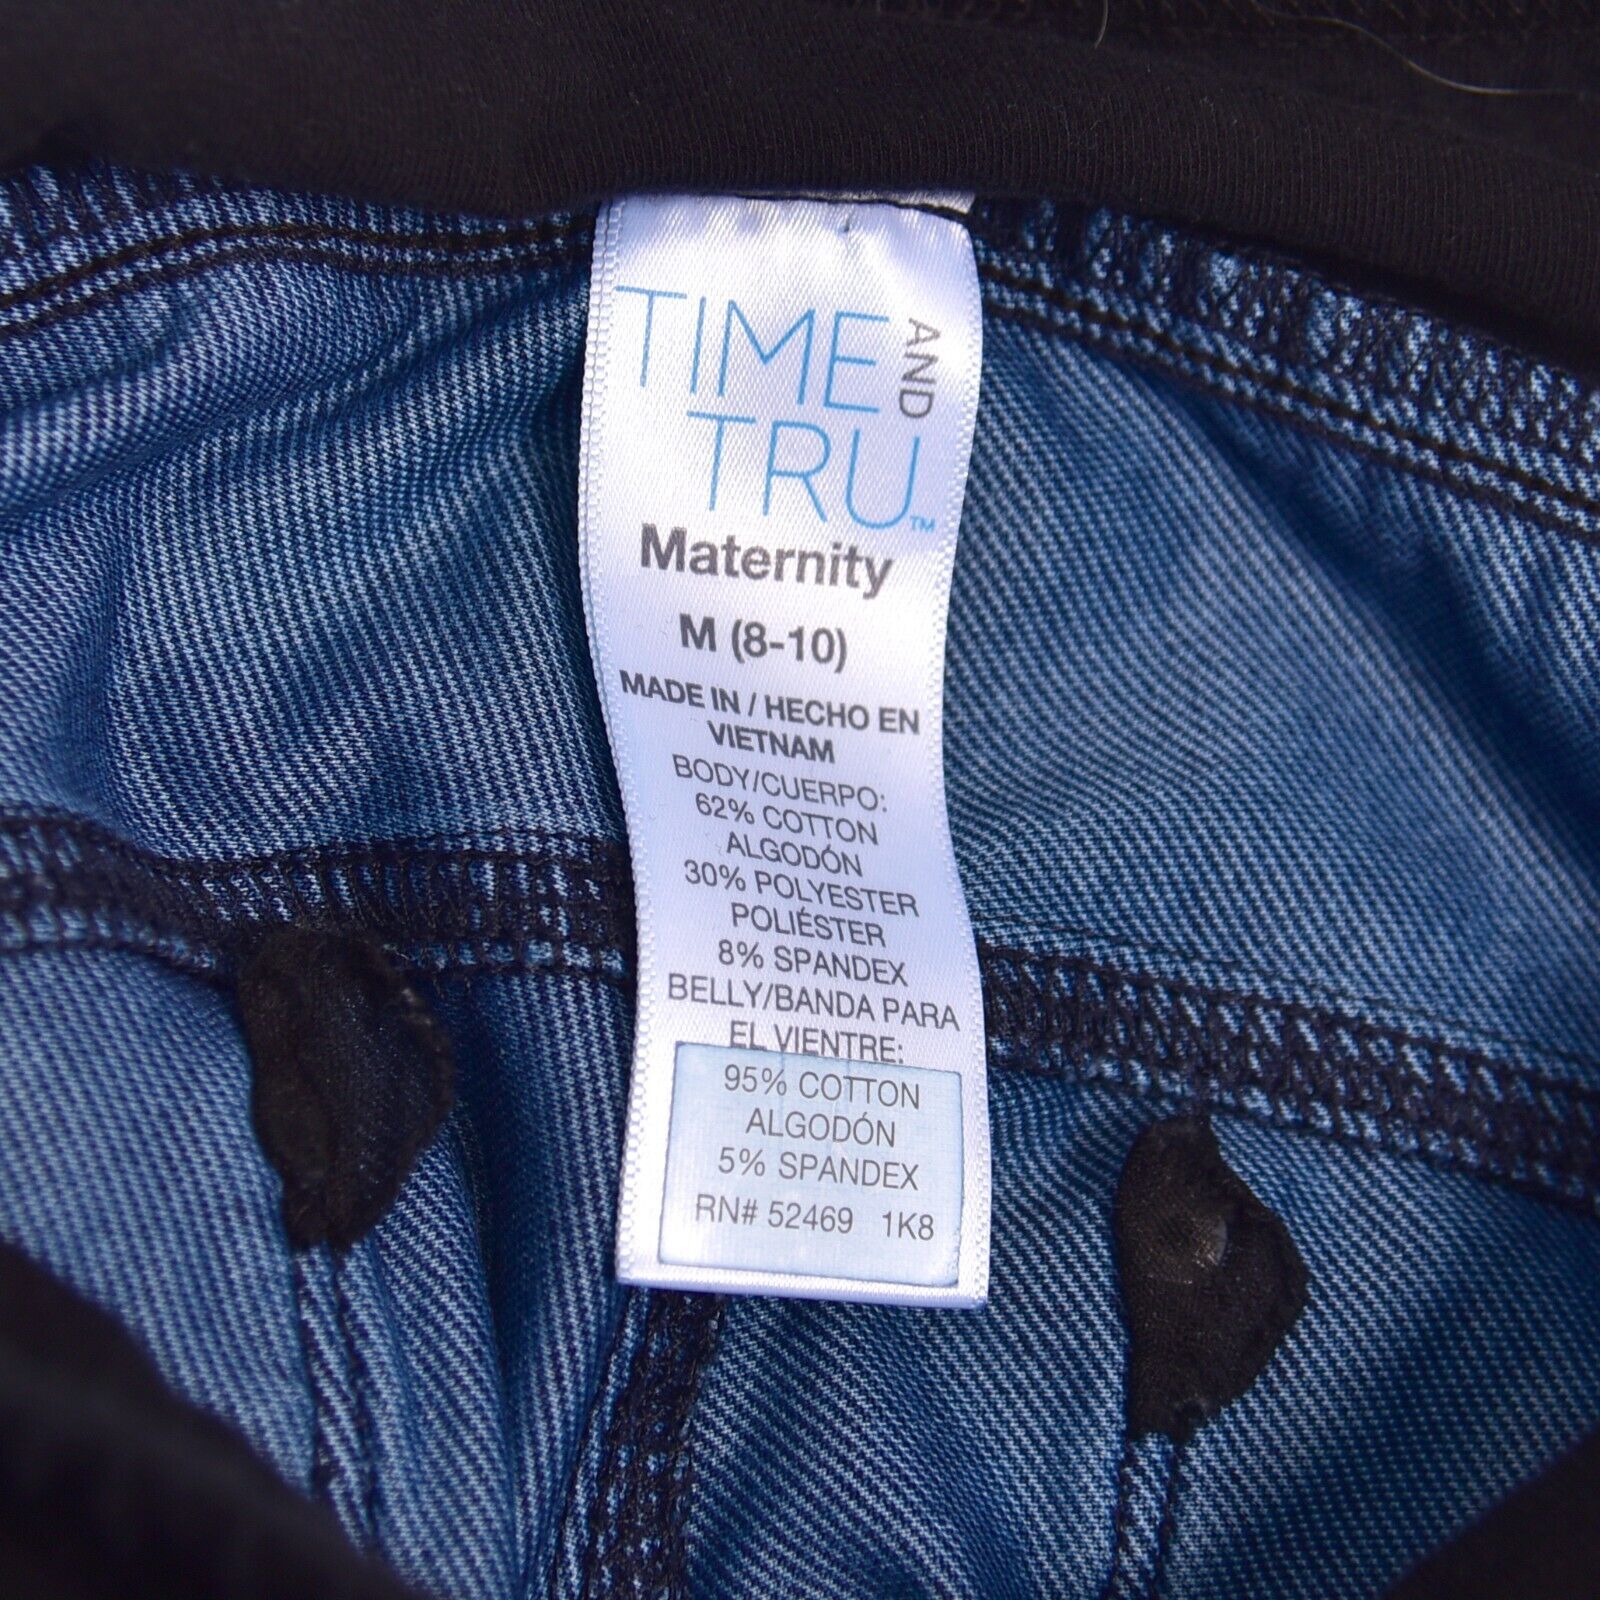 TIME AND
TRU™
Maternity
M (8-10)
MADE IN / HECHO EN
VIETNAM
BODY/CUERPO:
62% COTTON
ALGODÓN
30% POLYESTER
POLIÉSTER
8% SPANDEX
BELLY/BANDA PARA
EL VIENTRE:
95% COTTON
ALGODÓN
5% SPANDEX
RN# 52469 1K8